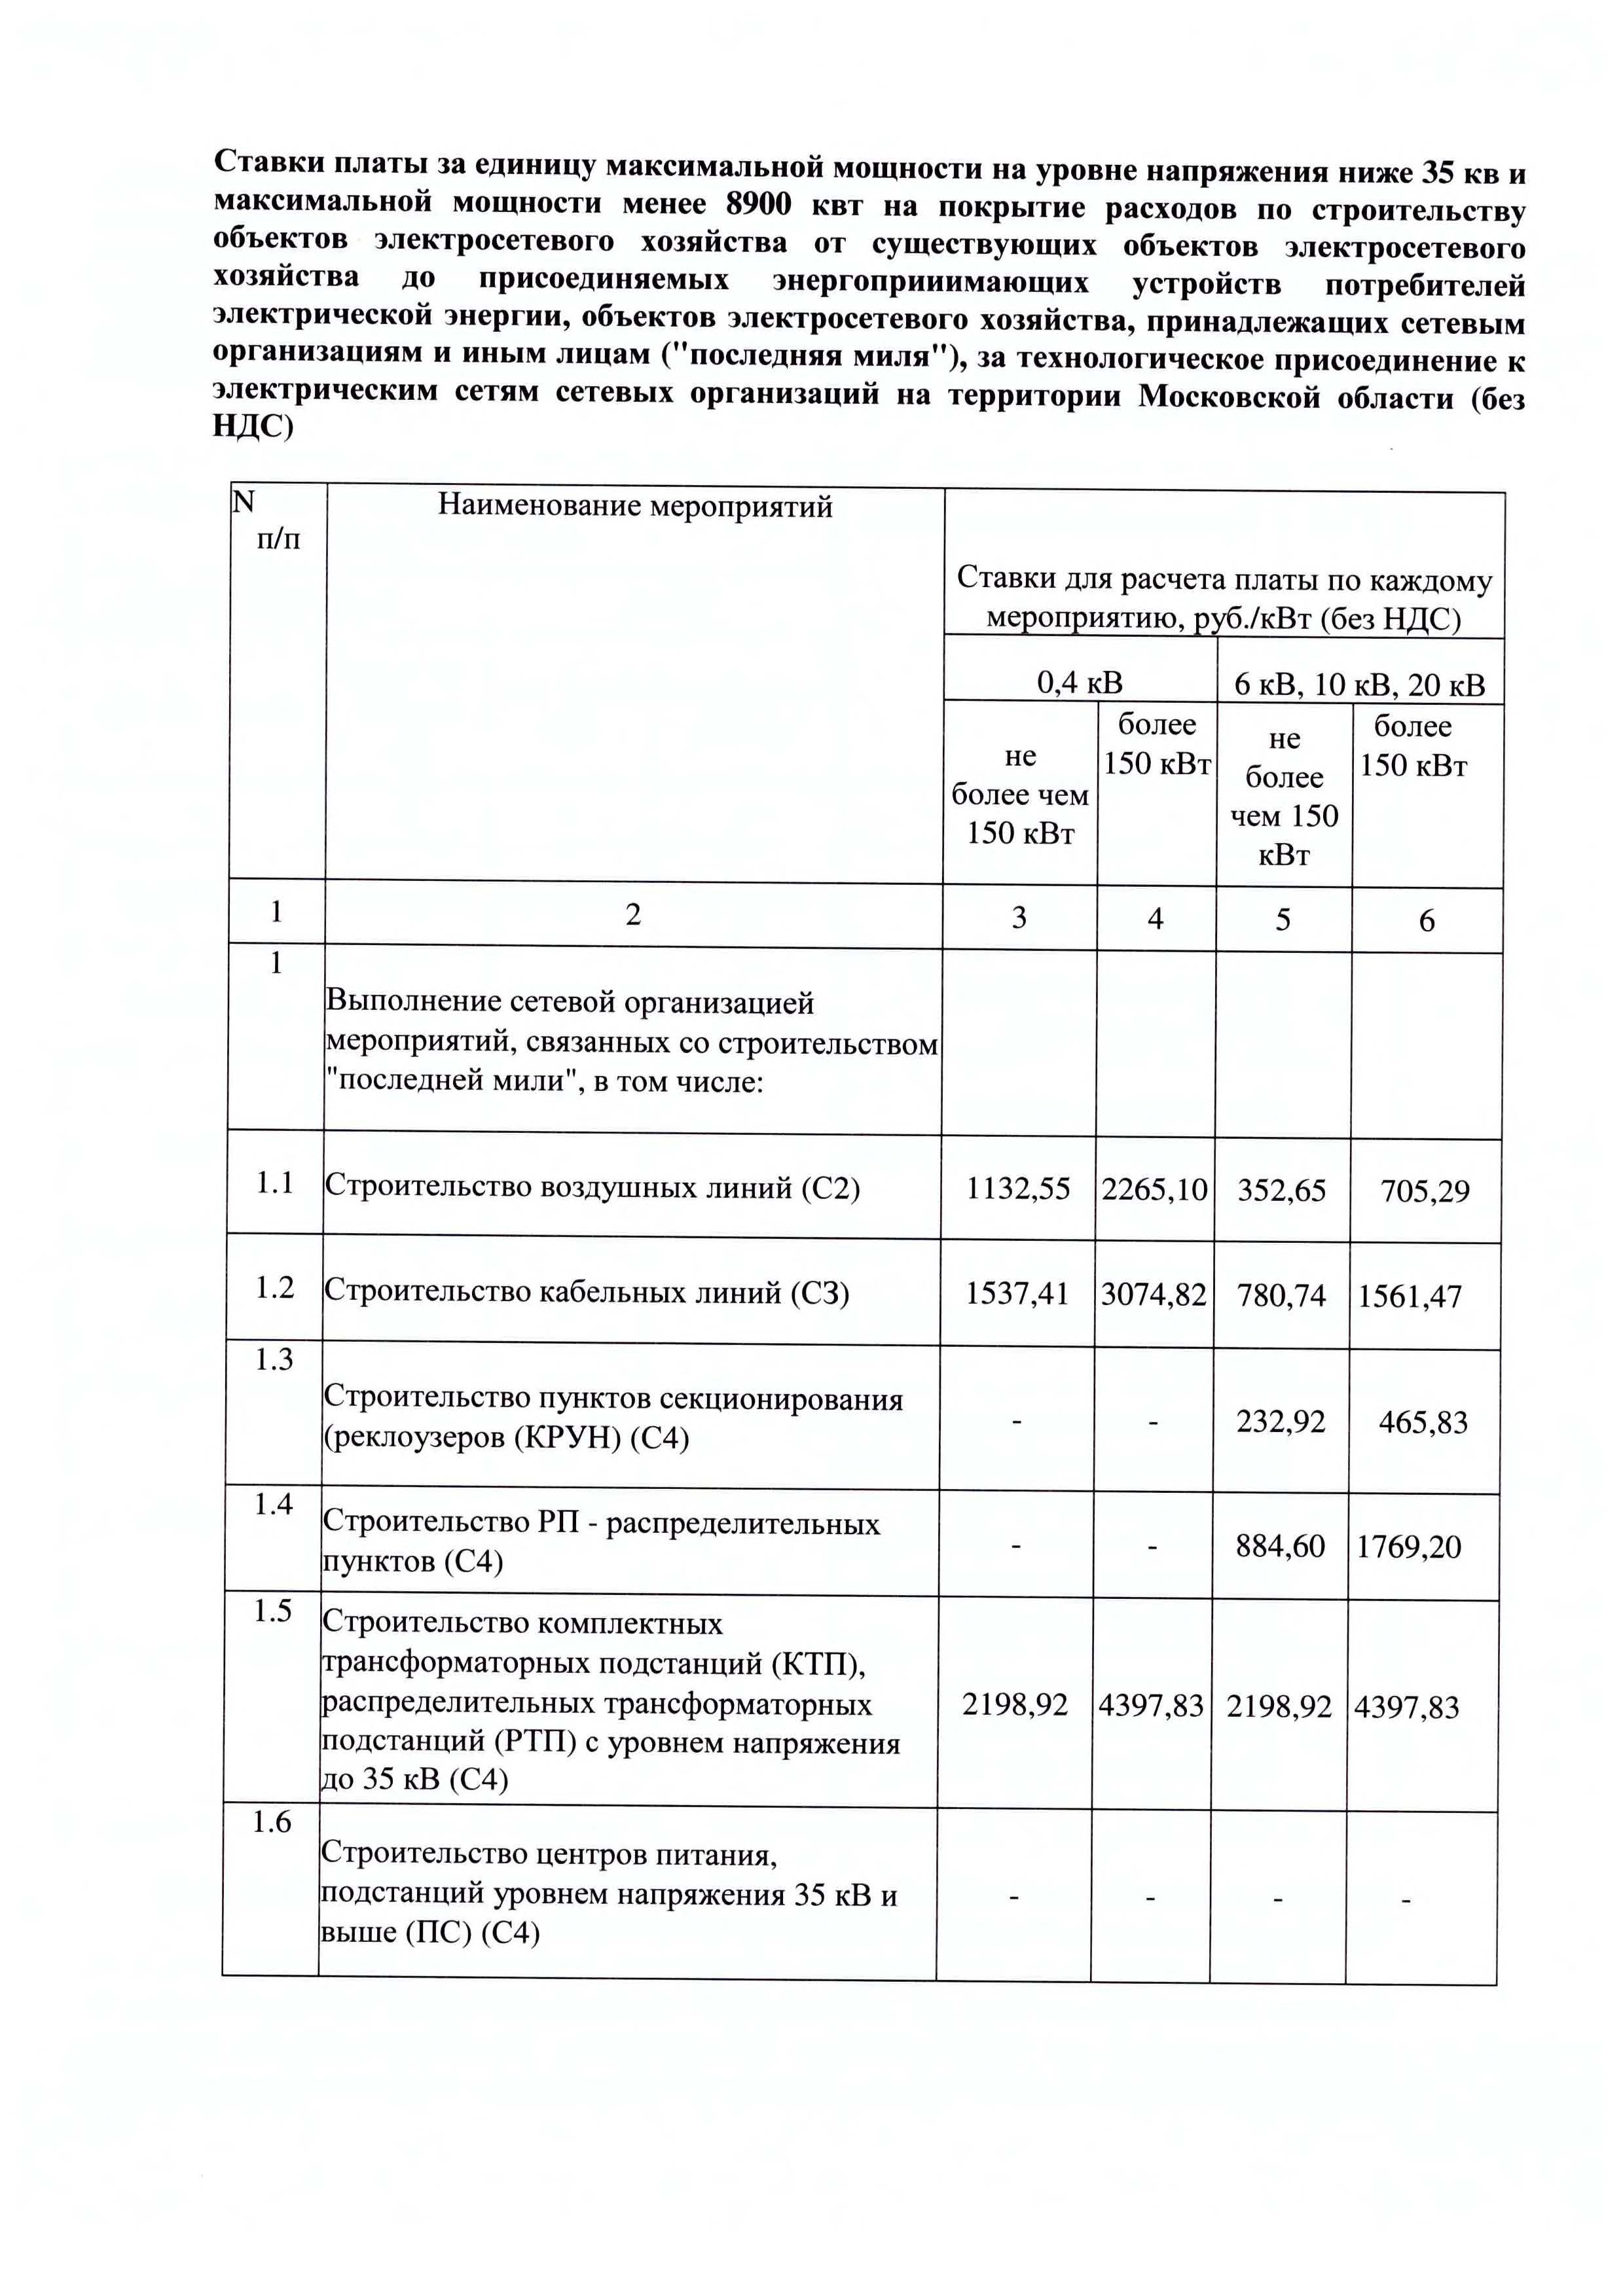 Ставки платы за единицу максимальной мощности на уровне напряжения ниже 35 кв и
максимальной мощности менее 8900 квт на покрытие расходов по строительству
объектов электросетевого хозяйства от существующих объектов электросетевого
хозяйства до присоединяемых энергоприиимающих устройств потребителей
электрической энергии, объектов электросетевого хозяйства, принадлежащих сетевым
организациям и иным лицам ("последняя миля"), за технологическое присоединение к
электрическим сетям сетевых организаций на территории Московской области (без
НДС)
N
п/п
Наименование мероприятий
Ставки для расчета платы по каждому
мероприятию, руб./кВт (без НДС)
0,4 кВ
6 кВ, 10 кВ, 20 кВ
не
более чем
150 кВт
более
150 кВт
не
более
чем 150
кВт
более
150 кВт
1 2 3 4 5 6
1
Выполнение сетевой организацией
мероприятий, связанных со строительством
"последней мили", в том числе:
1.1 Строительство воздушных линий (С2) 1132,55 2265,10 352,65 705,29
1.2 Строительство кабельных линий (СЗ) 1537,41 3074,82 780,74 1561,47
1.3
Строительство пунктов секционирования
(реклоузеров (КРУН) (С4)
- - 232,92 465,83
1.4
Строительство РП - распределительных
пунктов (С4)
- - 884,60 1769,20
1.5
Строительство комплектных
трансформаторных подстанций (КТП),
распределительных трансформаторных
подстанций (РТП) с уровнем напряжения
до 35 кВ (С4)
2198,92 4397,83 2198,92 4397,83
1.6
Строительство центров питания,
подстанций уровнем напряжения 35 кВ и
выше (ПС) (С4)
- - - -